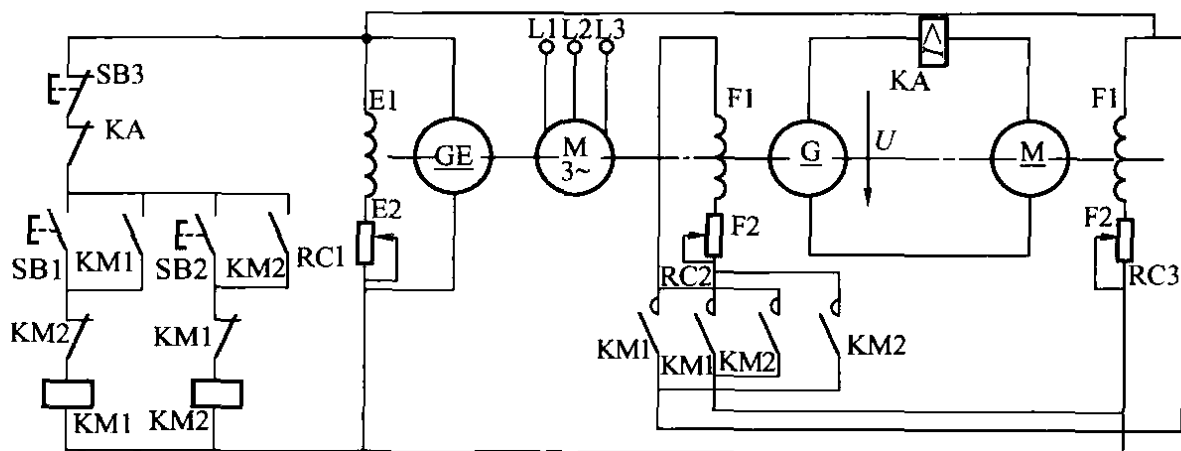 L1 L2 L3
SB3
KA
E1
GE
M
3~
F1
KA
G
U
M
F1
E2
F2
F2
SB1
KM1
SB2
KM2
RC1
RC2
RC3
KM2
KM1
KM1
KM1
KM2
KM2
KM1
KM2